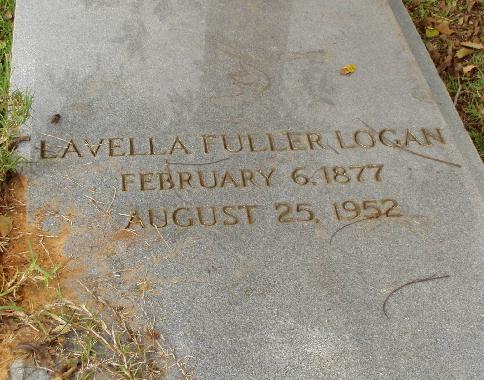 LAVELLA FULLER LOGAN
FEBRUARY 6, 1877
AUGUST 25, 1952